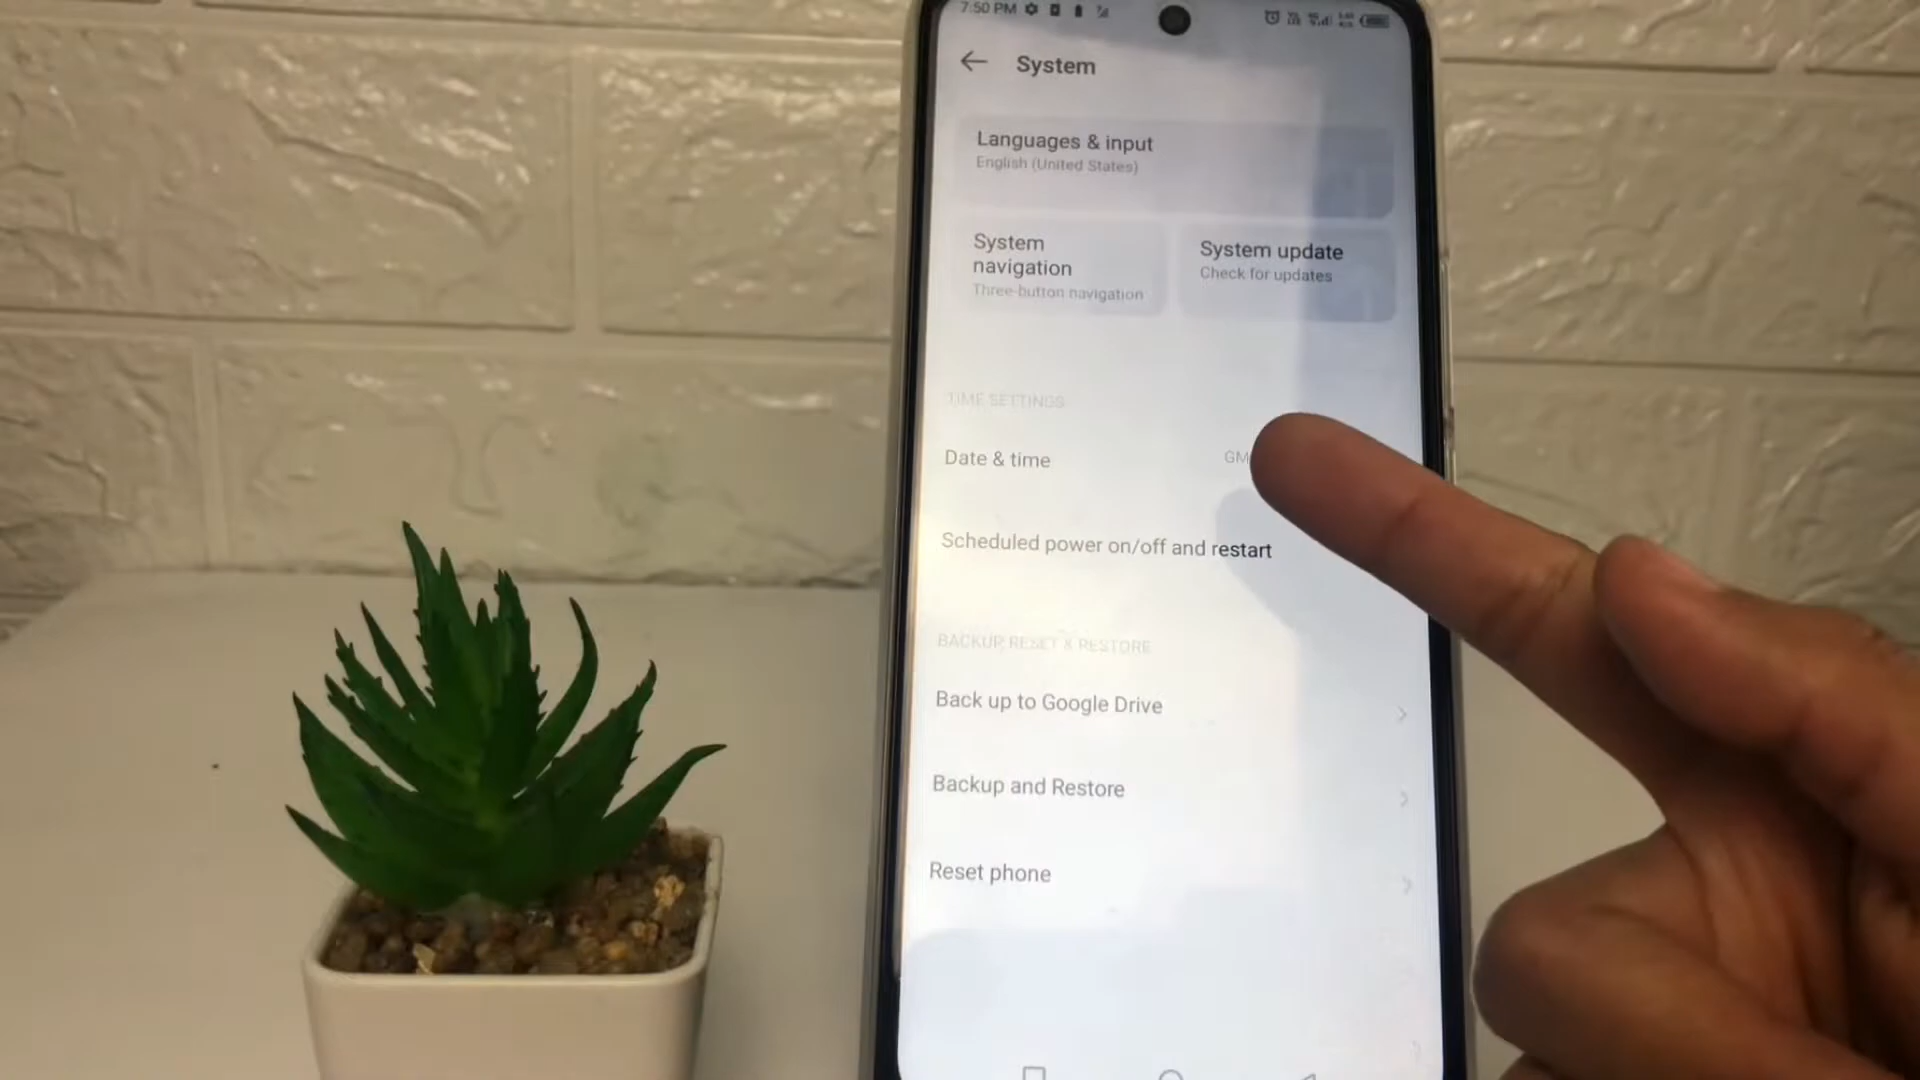 7:50 PM
System
Languages & input
English (United States)
System
navigation
Three-button navigation
System update
Check for updates
TIME SETTINGS
Date & time
GM
Scheduled power on/off and restart
BACKUP, RESET & RESTORE
Back up to Google Drive
Backup and Restore
Reset phone